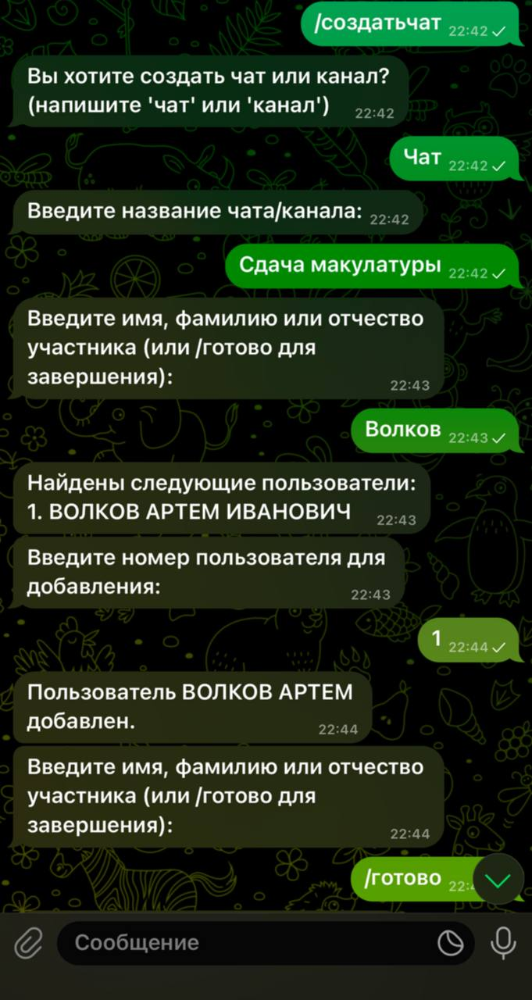 /создатьчат 22:42
Вы хотите создать чат или канал?
(напишите 'чат' или 'канал') 22:42
Чат 22:42
Введите название чата/канала: 22:42
Сдача макулатуры 22:42
Введите имя, фамилию или отчество
участника (или /готово для
завершения): 22:43
Волков 22:43
Найдены следующие пользователи:
1. ВОЛКОВ АРТЕМ ИВАНОВИЧ 22:43
Введите номер пользователя для
добавления: 22:43
1 22:44
Пользователь ВОЛКОВ АРТЕМ
добавлен. 22:44
Введите имя, фамилию или отчество
участника (или /готово для
завершения): 22:44
/готово
Сообщение